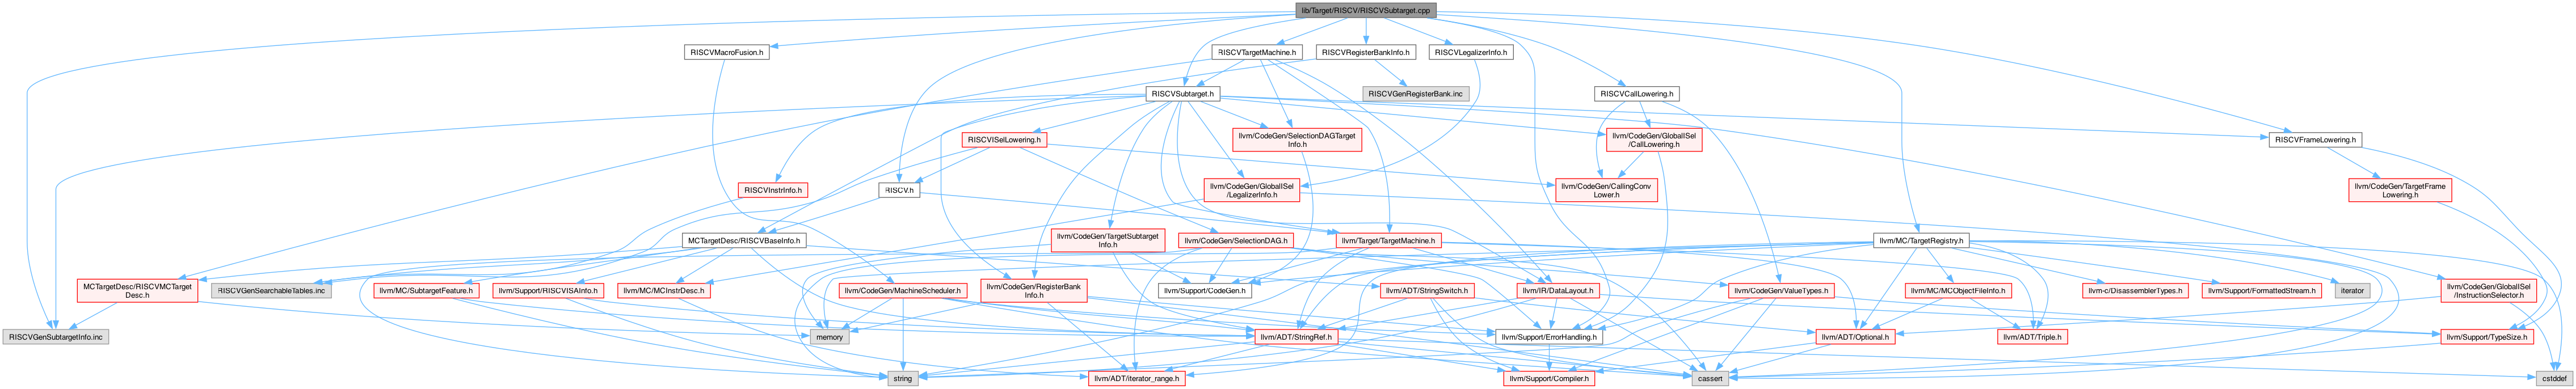 lib/Target/RISCV/RISCVSubtarget.cpp
RISCVMacroFusion.h
RISCVTargetMachine.h
RISCVRegisterBankInfo.h
RISCVLegalizerInfo.h
RISCVSubtarget.h
RISCVGenRegisterBank.inc
RISCVCallLowering.h
RISCVISelLowering.h
llvm/CodeGen/SelectionDAGTarget
Info.h
llvm/CodeGen/GlobalISel
/CallLowering.h
RISCVFrameLowering.h
RISCVInstrInfo.h
RISCV.h
llvm/CodeGen/GlobalISel
/LegalizerInfo.h
llvm/CodeGen/CallingConv
Lower.h
llvm/CodeGen/TargetFrame
Lowering.h
MCTargetDesc/RISCVBaseInfo.h
llvm/CodeGen/TargetSubtarget
Info.h
llvm/CodeGen/SelectionDAG.h
llvm/Target/TargetMachine.h
llvm/MC/TargetRegistry.h
MCTargetDesc/RISCVMCTarget
Desc.h
RISCVGenSearchableTables.inc
llvm/MC/SubtargetFeature.h
llvm/Support/RISCVISAInfo.h
llvm/MC/MCInstrDesc.h
llvm/CodeGen/MachineScheduler.h
llvm/CodeGen/RegisterBank
Info.h
llvm/Support/CodeGen.h
llvm/ADT/StringSwitch.h
llvm/IR/DataLayout.h
llvm/CodeGen/ValueTypes.h
llvm/MC/MCObjectFileInfo.h
llvm-c/DisassemblerTypes.h
llvm/Support/FormattedStream.h
iterator
llvm/CodeGen/GlobalISel
/InstructionSelector.h
RISCVGenSubtargetInfo.inc
memory
llvm/ADT/StringRef.h
llvm/Support/ErrorHandling.h
llvm/ADT/Optional.h
llvm/ADT/Triple.h
llvm/Support/TypeSize.h
string
llvm/ADT/iterator_range.h
llvm/Support/Compiler.h
cassert
cstddef